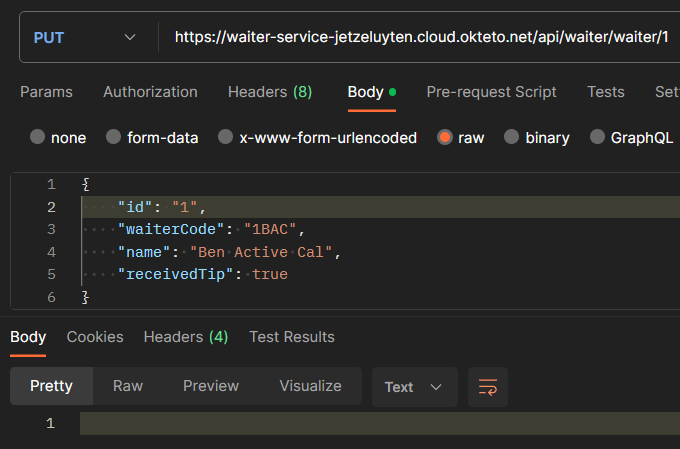 PUT https://waiter-service-jetzeluyten.cloud.okteto.net/api/waiter/waiter/1
Params Authorization Headers (8) Body Pre-request Script Tests Set
none form-data x-www-form-urlencoded raw binary GraphQL
1 {
2 "id": "1",
3 "waiterCode": "1BAC",
4 "name": "Ben Active Cal",
5 "receivedTip": true
6 }
Body Cookies Headers (4) Test Results
Pretty Raw Preview Visualize Text
1